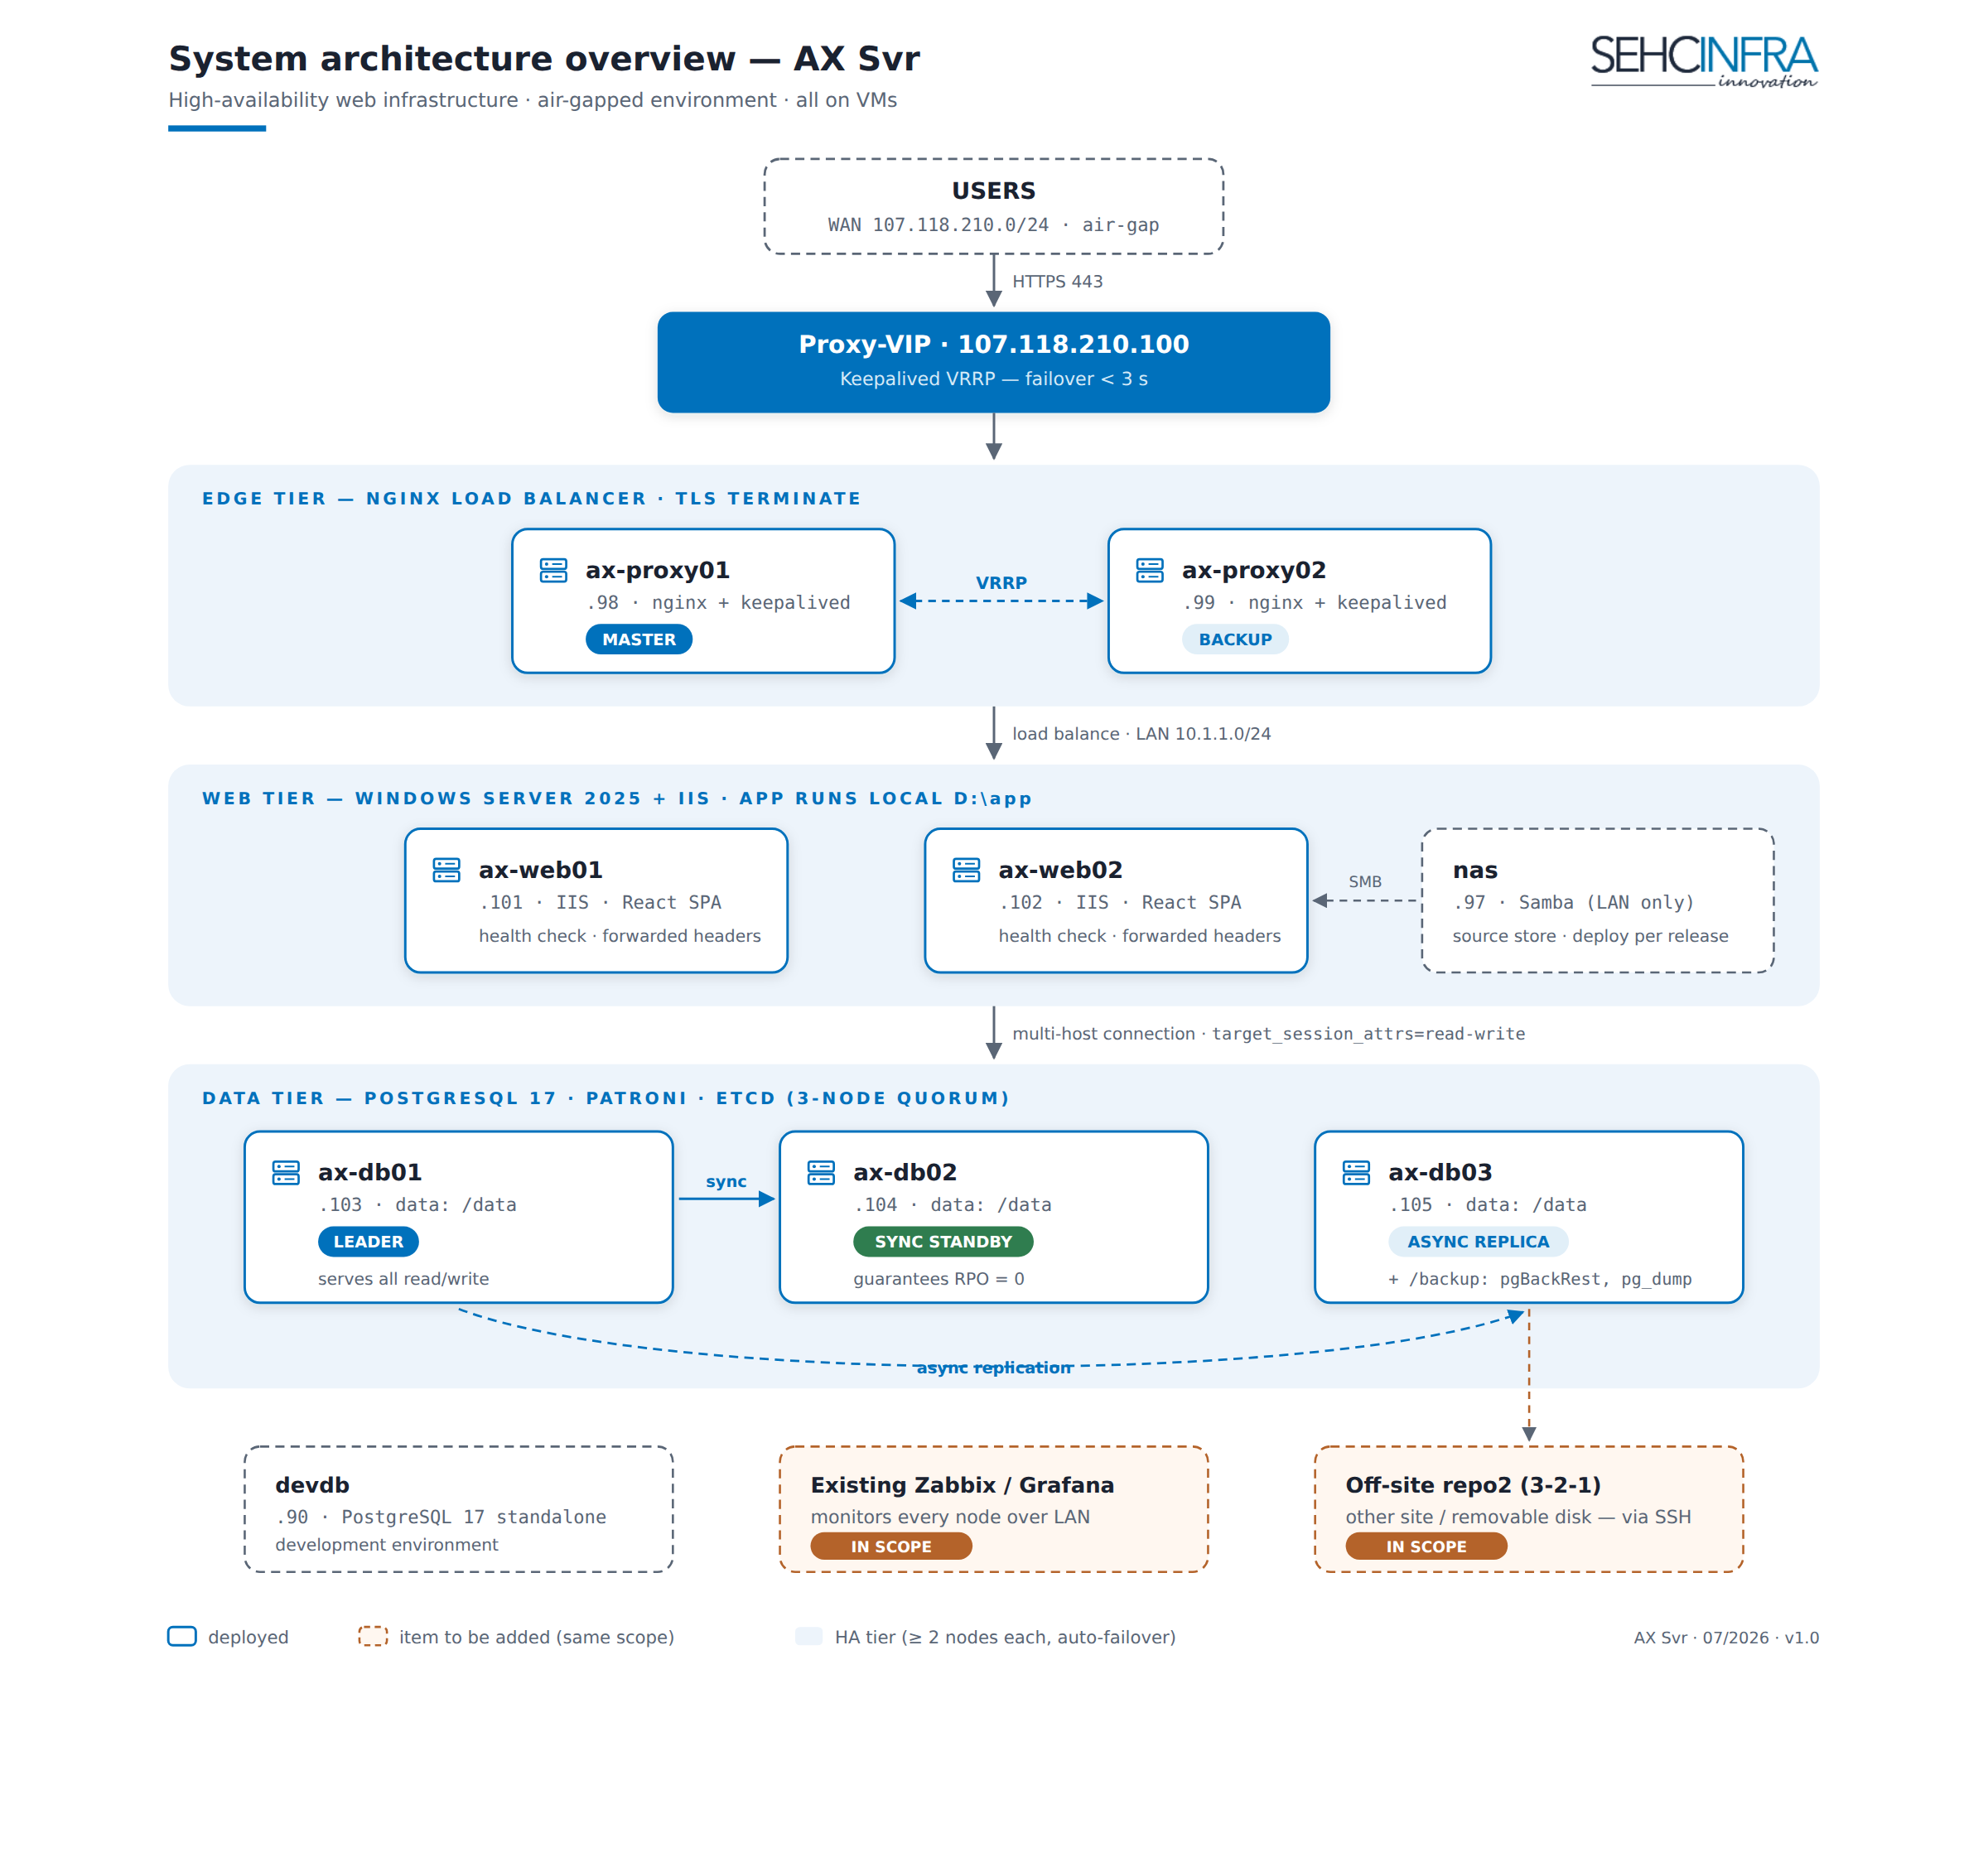 System architecture overview — AX Svr
High-availability web infrastructure · air-gapped environment · all on VMs
SEHCINFRA
innovation
USERS
WAN 107.118.210.0/24 · air-gap
HTTPS 443
Proxy-VIP · 107.118.210.100
Keepalived VRRP — failover < 3 s
EDGE TIER — NGINX LOAD BALANCER · TLS TERMINATE
ax-proxy01
.98 · nginx + keepalived
MASTER
VRRP
ax-proxy02
.99 · nginx + keepalived
BACKUP
load balance · LAN 10.1.1.0/24
WEB TIER — WINDOWS SERVER 2025 + IIS · APP RUNS LOCAL D:\app
ax-web01
.101 · IIS · React SPA
health check · forwarded headers
ax-web02
.102 · IIS · React SPA
health check · forwarded headers
SMB
nas
.97 · Samba (LAN only)
source store · deploy per release
multi-host connection · target_session_attrs=read-write
DATA TIER — POSTGRESQL 17 · PATRONI · ETCD (3-NODE QUORUM)
ax-db01
.103 · data: /data
LEADER
serves all read/write
sync
ax-db02
.104 · data: /data
SYNC STANDBY
guarantees RPO = 0
ax-db03
.105 · data: /data
ASYNC REPLICA
+ /backup: pgBackRest, pg_dump
async replication
devdb
.90 · PostgreSQL 17 standalone
development environment
Existing Zabbix / Grafana
monitors every node over LAN
IN SCOPE
Off-site repo2 (3-2-1)
other site / removable disk — via SSH
IN SCOPE
deployed
item to be added (same scope)
HA tier (≥ 2 nodes each, auto-failover)
AX Svr · 07/2026 · v1.0